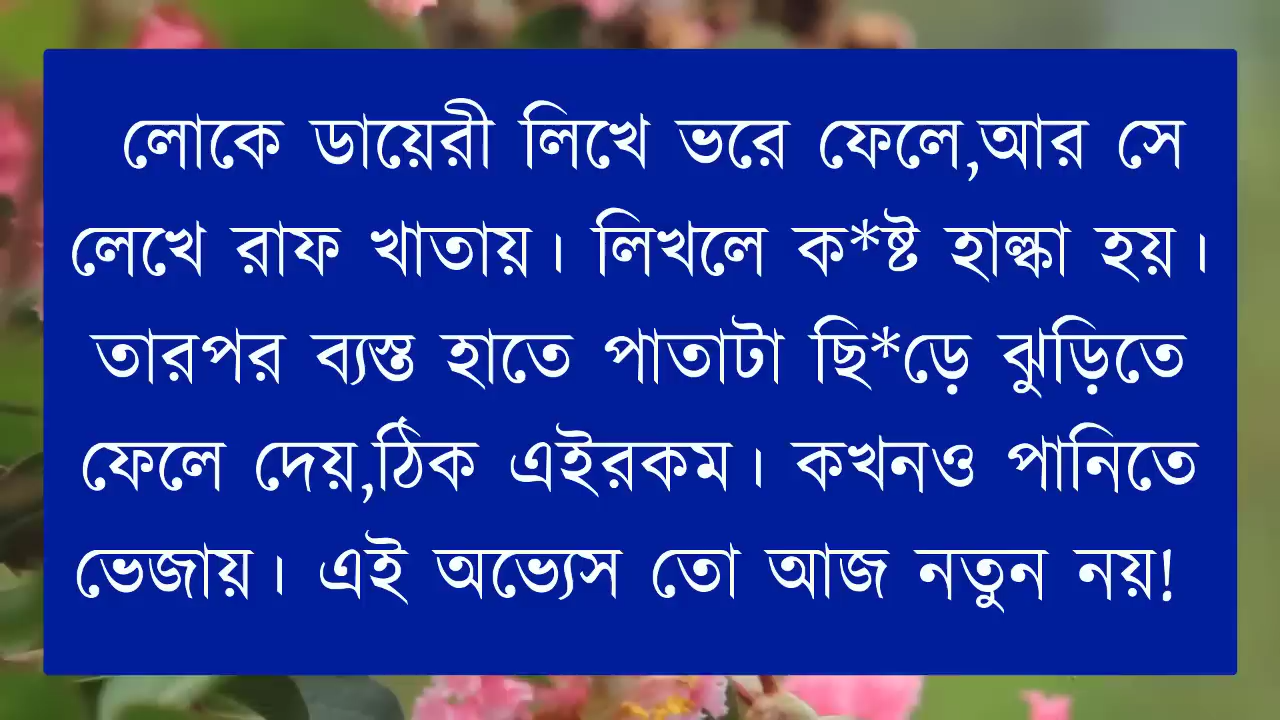 লোকে ডায়েরী লিখে ভরে ফেলে,আর সে
লেখে রাফ খাতায়। লিখলে ক*ষ্ট হাল্কা হয়।
তারপর ব্যস্ত হাতে পাতাটা ছি*ড়ে ঝুড়িতে
ফেলে দেয়,ঠিক এইরকম। কখনও পানিতে
ভেজায়। এই অভ্যেস তো আজ নতুন নয়!